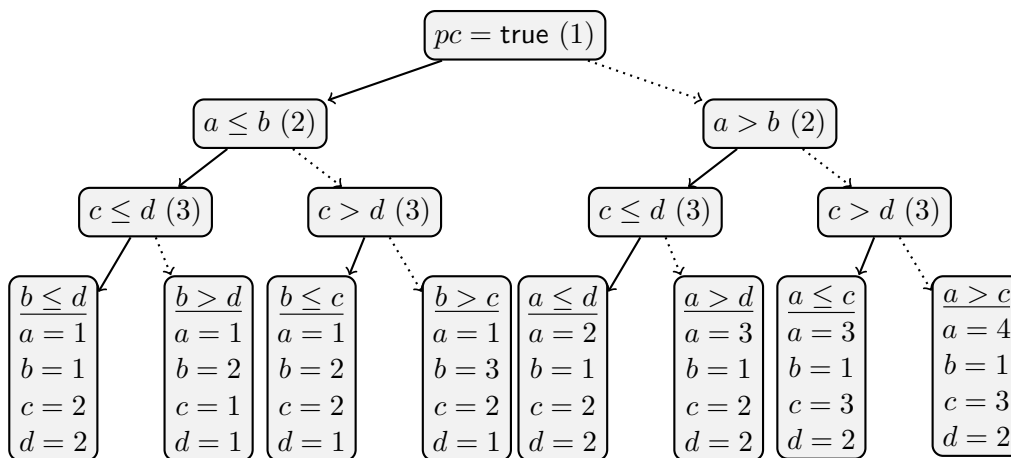 pc = true (1)
a ≤ b (2)
a > b (2)
c ≤ d (3)
c > d (3)
c ≤ d (3)
c > d (3)
b ≤ d
a = 1
b = 1
c = 2
d = 2
b > d
a = 1
b = 2
c = 1
d = 1
b ≤ c
a = 1
b = 2
c = 2
d = 1
b > c
a = 1
b = 3
c = 2
d = 1
a ≤ d
a = 2
b = 1
c = 2
d = 2
a > d
a = 3
b = 1
c = 2
d = 2
a ≤ c
a = 3
b = 1
c = 3
d = 2
a > c
a = 4
b = 1
c = 3
d = 2